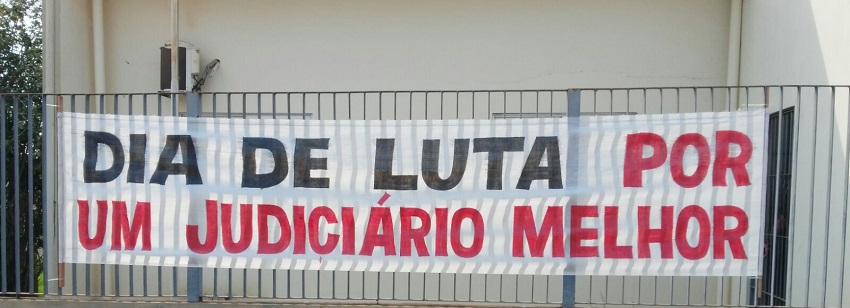 DIA DE LUTA POR
UM JUDICIÁRIO MELHOR